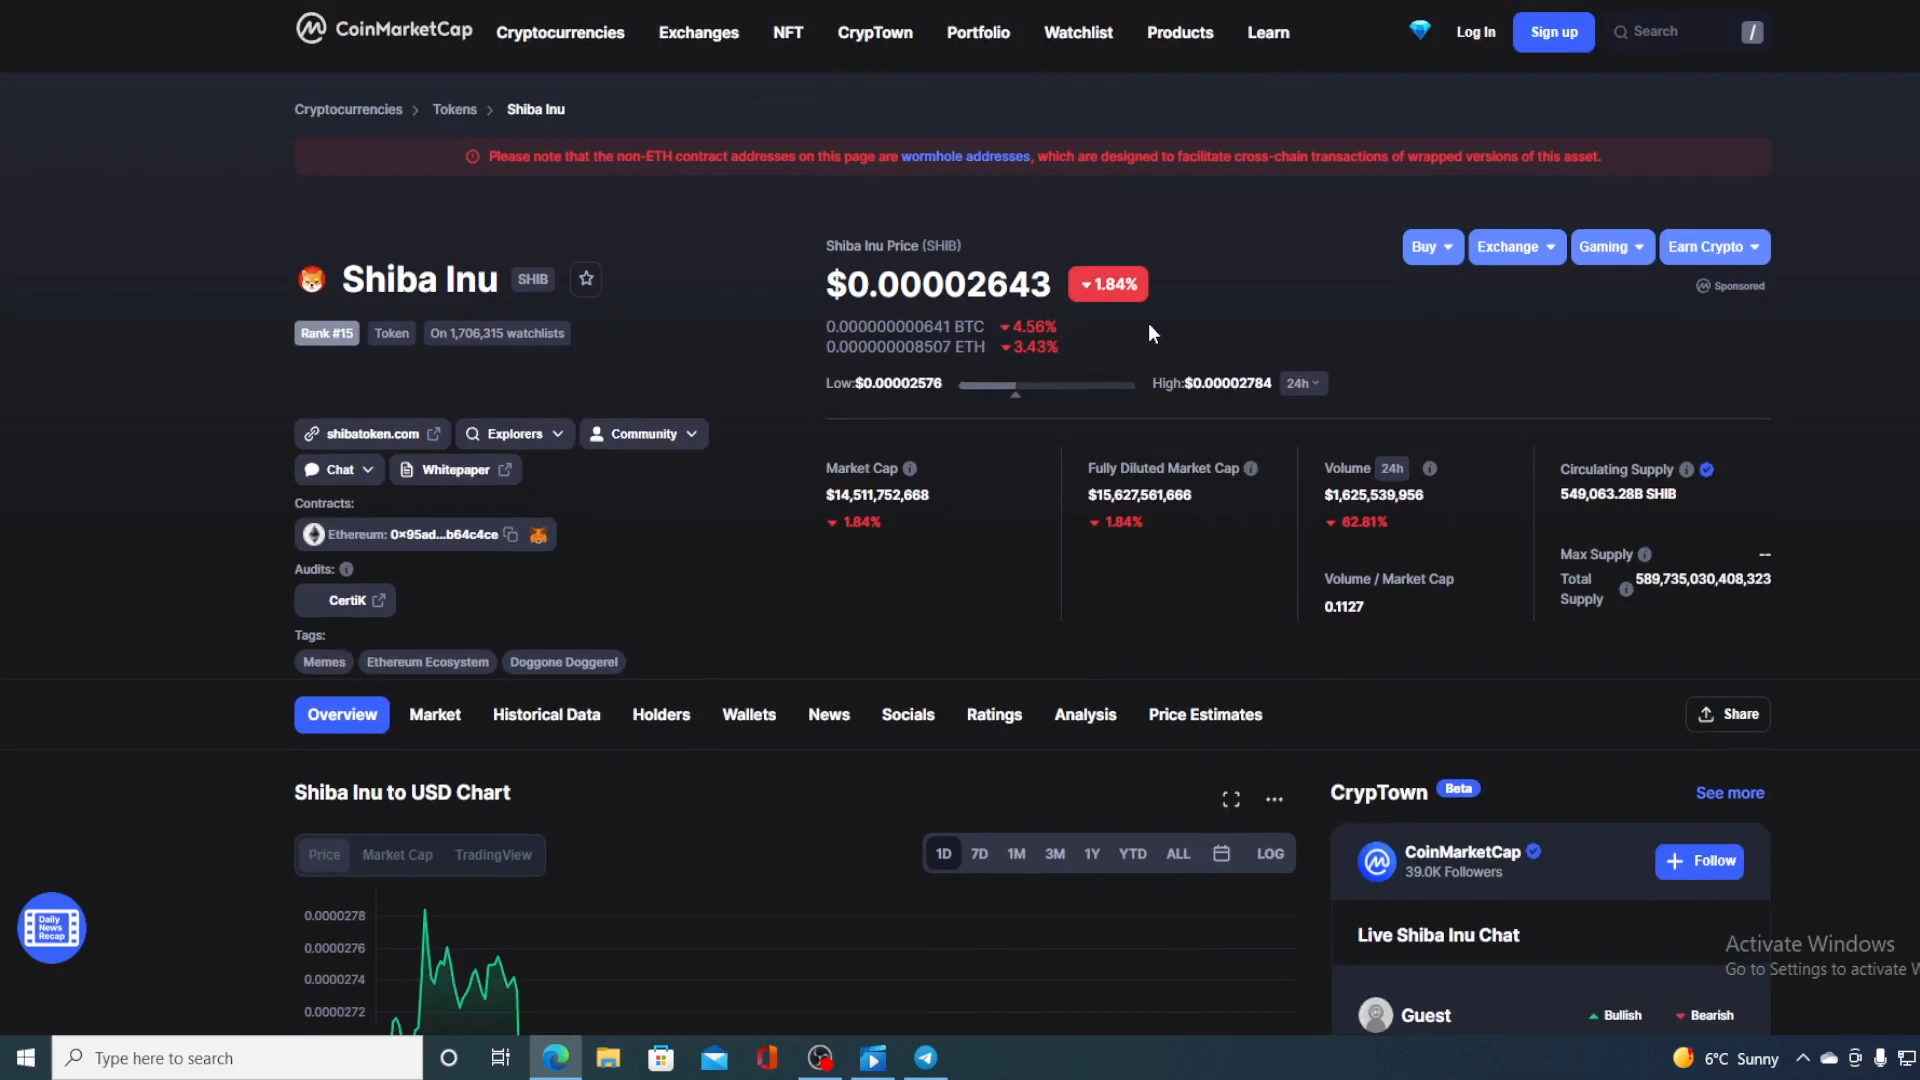 CoinMarketCap Cryptocurrencies Exchanges NFT CrypTown Portfolio Watchlist Products Learn Log In Sign up Search /
Cryptocurrencies > Tokens > Shiba Inu
Please note that the non-ETH contract addresses on this page are wormhole addresses, which are designed to facilitate cross-chain transactions of wrapped versions of this asset.
Shiba Inu SHIB
Rank #15 Token On 1,706,315 watchlists
shibatoken.com Explorers Community
Chat Whitepaper
Contracts:
Ethereum: 0×95ad...b64c4ce
Audits:
CertiK
Tags:
Memes Ethereum Ecosystem Doggone Doggerel
Shiba Inu Price (SHIB)
$0.00002643 1.84%
0.000000000641 BTC 4.56%
0.000000008507 ETH 3.43%
Low:$0.00002576 High:$0.00002784 24h
Buy Exchange Gaming Earn Crypto
Sponsored
Market Cap
$14,511,752,668
1.84%
Fully Diluted Market Cap
$15,627,561,666
1.84%
Volume 24h
$1,625,539,956
62.81%
Volume / Market Cap
0.1127
Circulating Supply
549,063.28B SHIB
Max Supply --
Total Supply 589,735,030,408,323
Overview Market Historical Data Holders Wallets News Socials Ratings Analysis Price Estimates Share
Shiba Inu to USD Chart
Price Market Cap TradingView 1D 7D 1M 3M 1Y YTD ALL LOG
0.0000278
0.0000276
0.0000274
0.0000272
CrypTown Beta See more
CoinMarketCap
39.0K Followers
Follow
Live Shiba Inu Chat
Guest Bullish Bearish
Daily
News
Recap
Activate Windows
Go to Settings to activate W
Type here to search 6°C Sunny